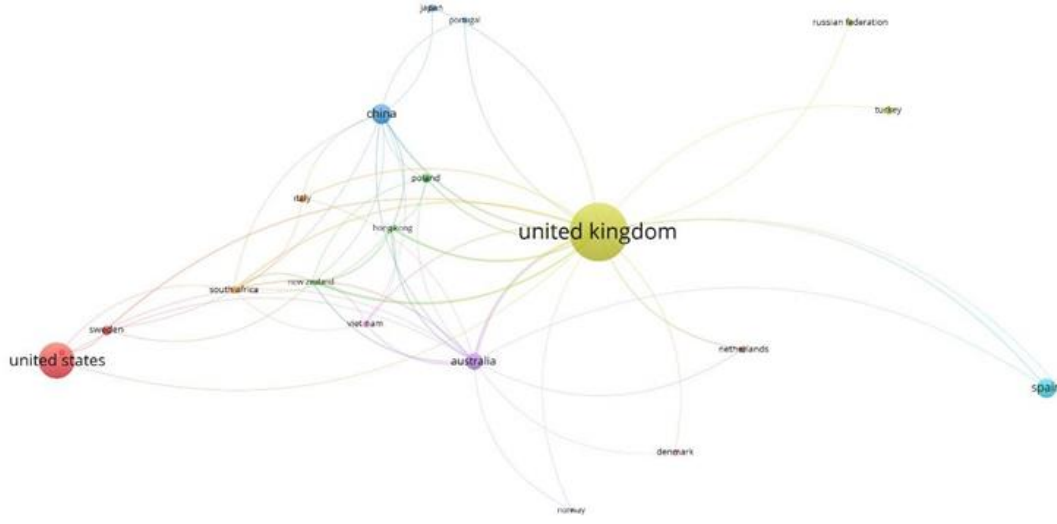 japan
portugal
russian federation
turkey
china
poland
italy
hong kong
united kingdom
south africa
new zealand
vietnam
sweden
united states
australia
netherlands
spain
denmark
norway